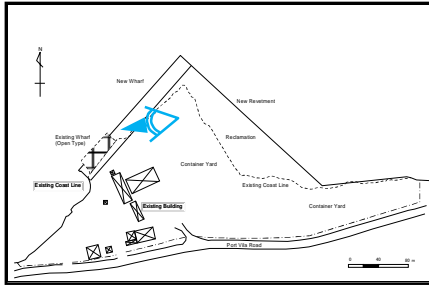 N
New Wharf
New Revetment
Existing Wharf
(Open Type)
Reclamation
Container Yard
Existing Coast Line
Existing Coast Line
Existing Building
Container Yard
Port Vila Road
0 40 80 m